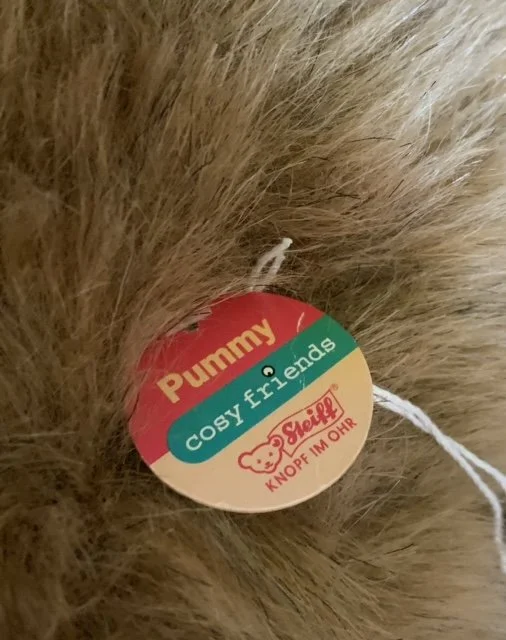 Pummy
cosy friends
Steiff®
KNOPF IM OHR